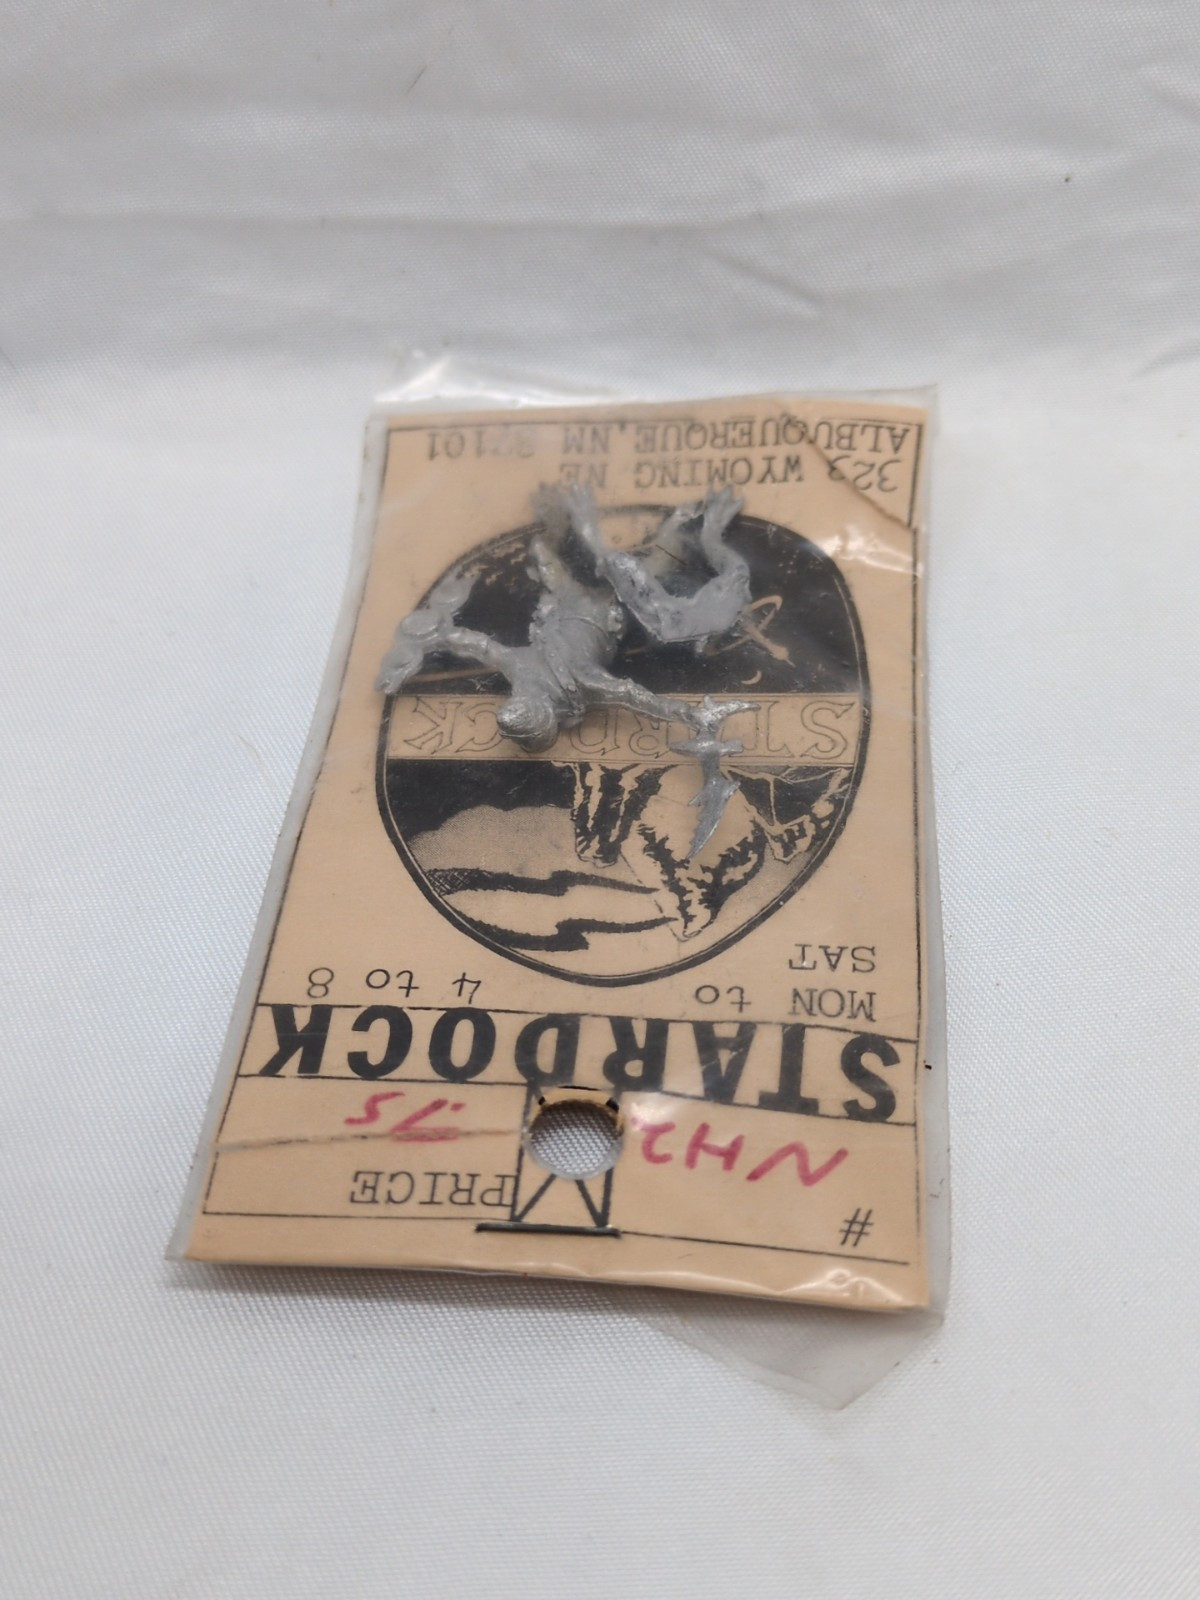 # PRICE
NH2 .75
STARDOCK
MON to 4 to 8
SAT
STARDOCK
323 WYOMING NE
ALBUQUERQUE, NM